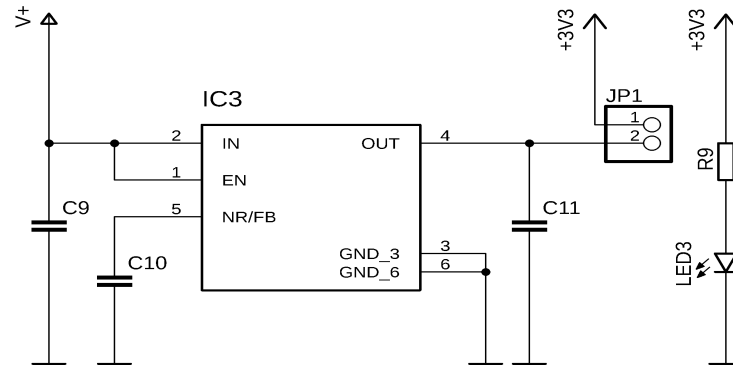 V+
+3V3
+3V3
IC3
JP1
1
2
2
IN
OUT
4
1
EN
R9
5
NR/FB
C9
C11
C10
GND_3
3
GND_6
6
LED3